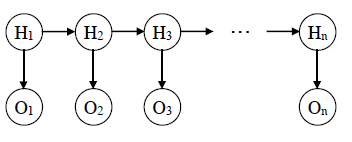 H1 H2 H3 ... Hn
O1 O2 O3 On